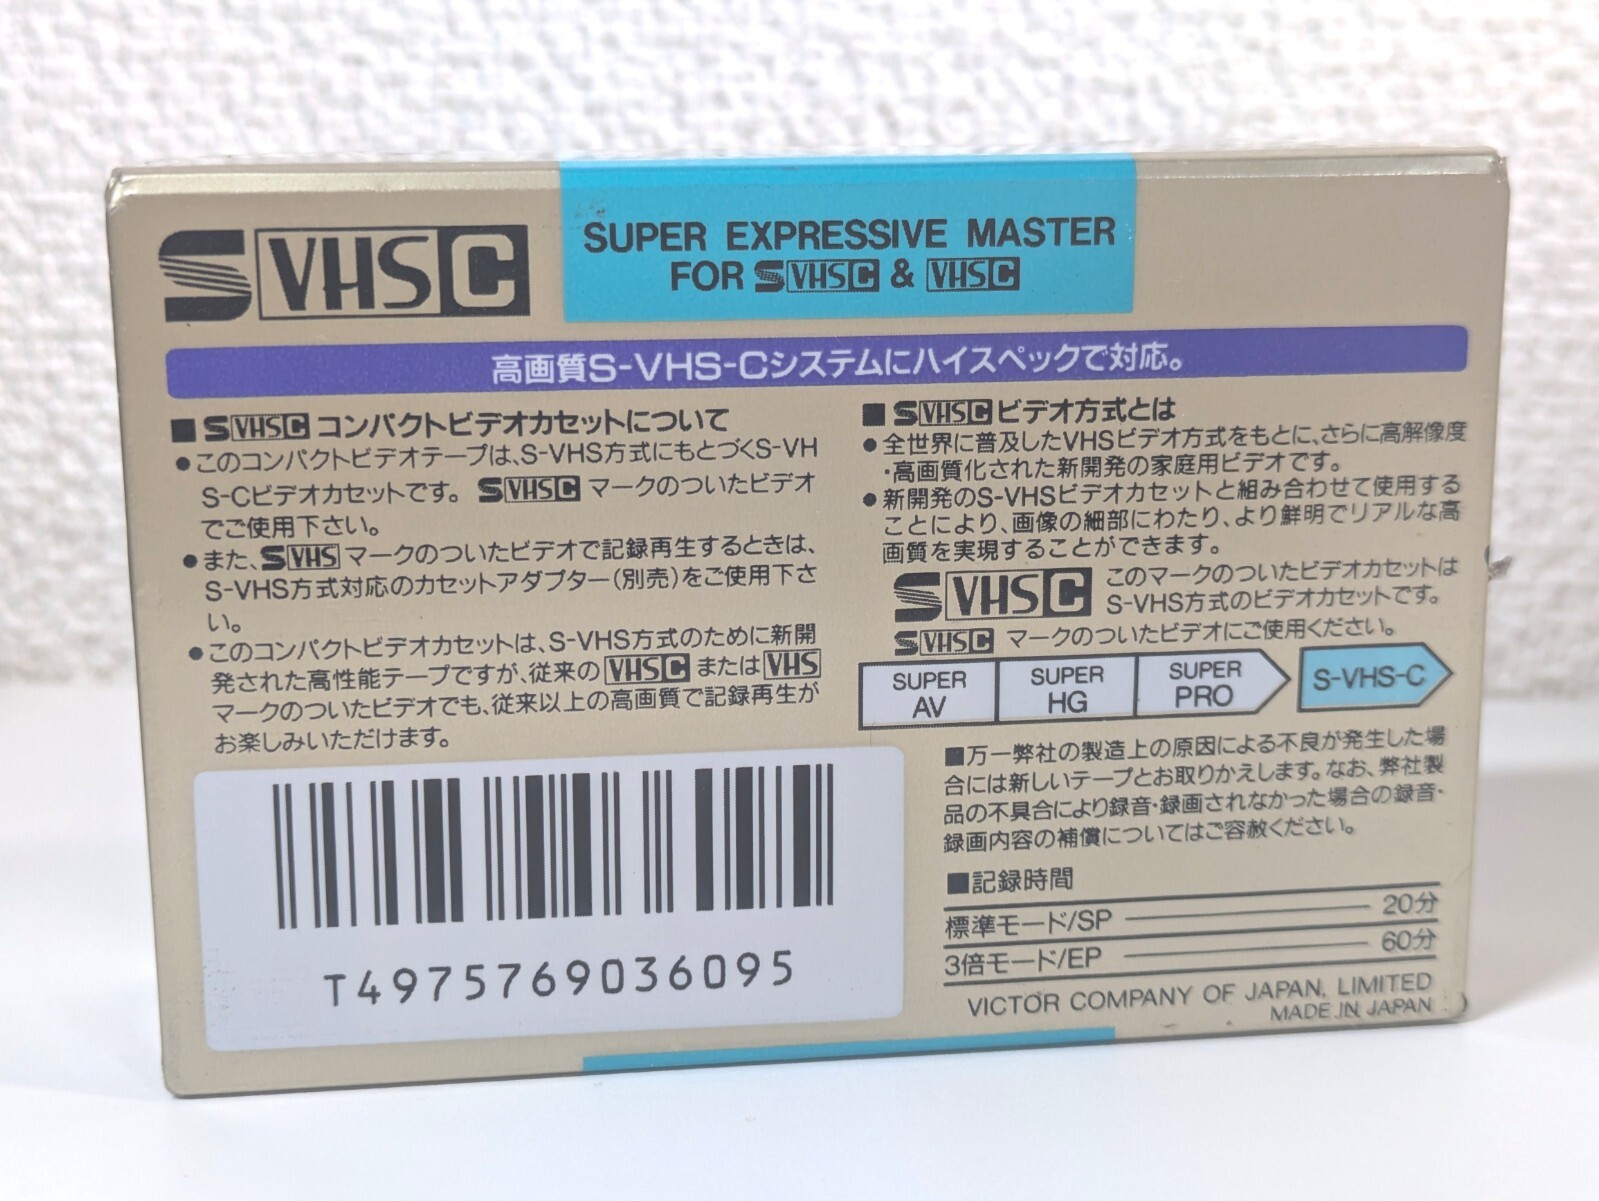 S VHS C
SUPER EXPRESSIVE MASTER
FOR S VHS C & VHS C
高画質S-VHS-Cシステムにハイスペックで対応。
■ S VHS C コンパクトビデオカセットについて
●このコンパクトビデオテープは、S-VHS方式にもとづくS-VH
S-Cビデオカセットです。 S VHS C マークのついたビデオ
でご使用下さい。
●また、S VHS マークのついたビデオで記録再生するときは、
S-VHS方式対応のカセットアダプター(別売)をご使用下さ
い。
●このコンパクトビデオカセットは、S-VHS方式のために新開
発された高性能テープですが、従来の VHS C または VHS
マークのついたビデオでも、従来以上の高画質で記録再生が
お楽しみいただけます。
T4975769036095
■ S VHS C ビデオ方式とは
●全世界に普及したVHSビデオ方式をもとに、さらに高解像度
・高画質化された新開発の家庭用ビデオです。
●新開発のS-VHSビデオカセットと組み合わせて使用する
ことにより、画像の細部にわたり、より鮮明でリアルな高
画質を実現することができます。
S VHS C このマークのついたビデオカセットは
S-VHS方式のビデオカセットです。
S VHS C マークのついたビデオにご使用ください。
SUPER AV SUPER HG SUPER PRO S-VHS-C
■万一弊社の製造上の原因による不良が発生した場
合には新しいテープとお取りかえします。なお、弊社製
品の不具合により録音・録画されなかった場合の録音・
録画内容の補償についてはご容赦ください。
■記録時間
標準モード/SP 20分
3倍モード/EP 60分
VICTOR COMPANY OF JAPAN, LIMITED
MADE IN JAPAN